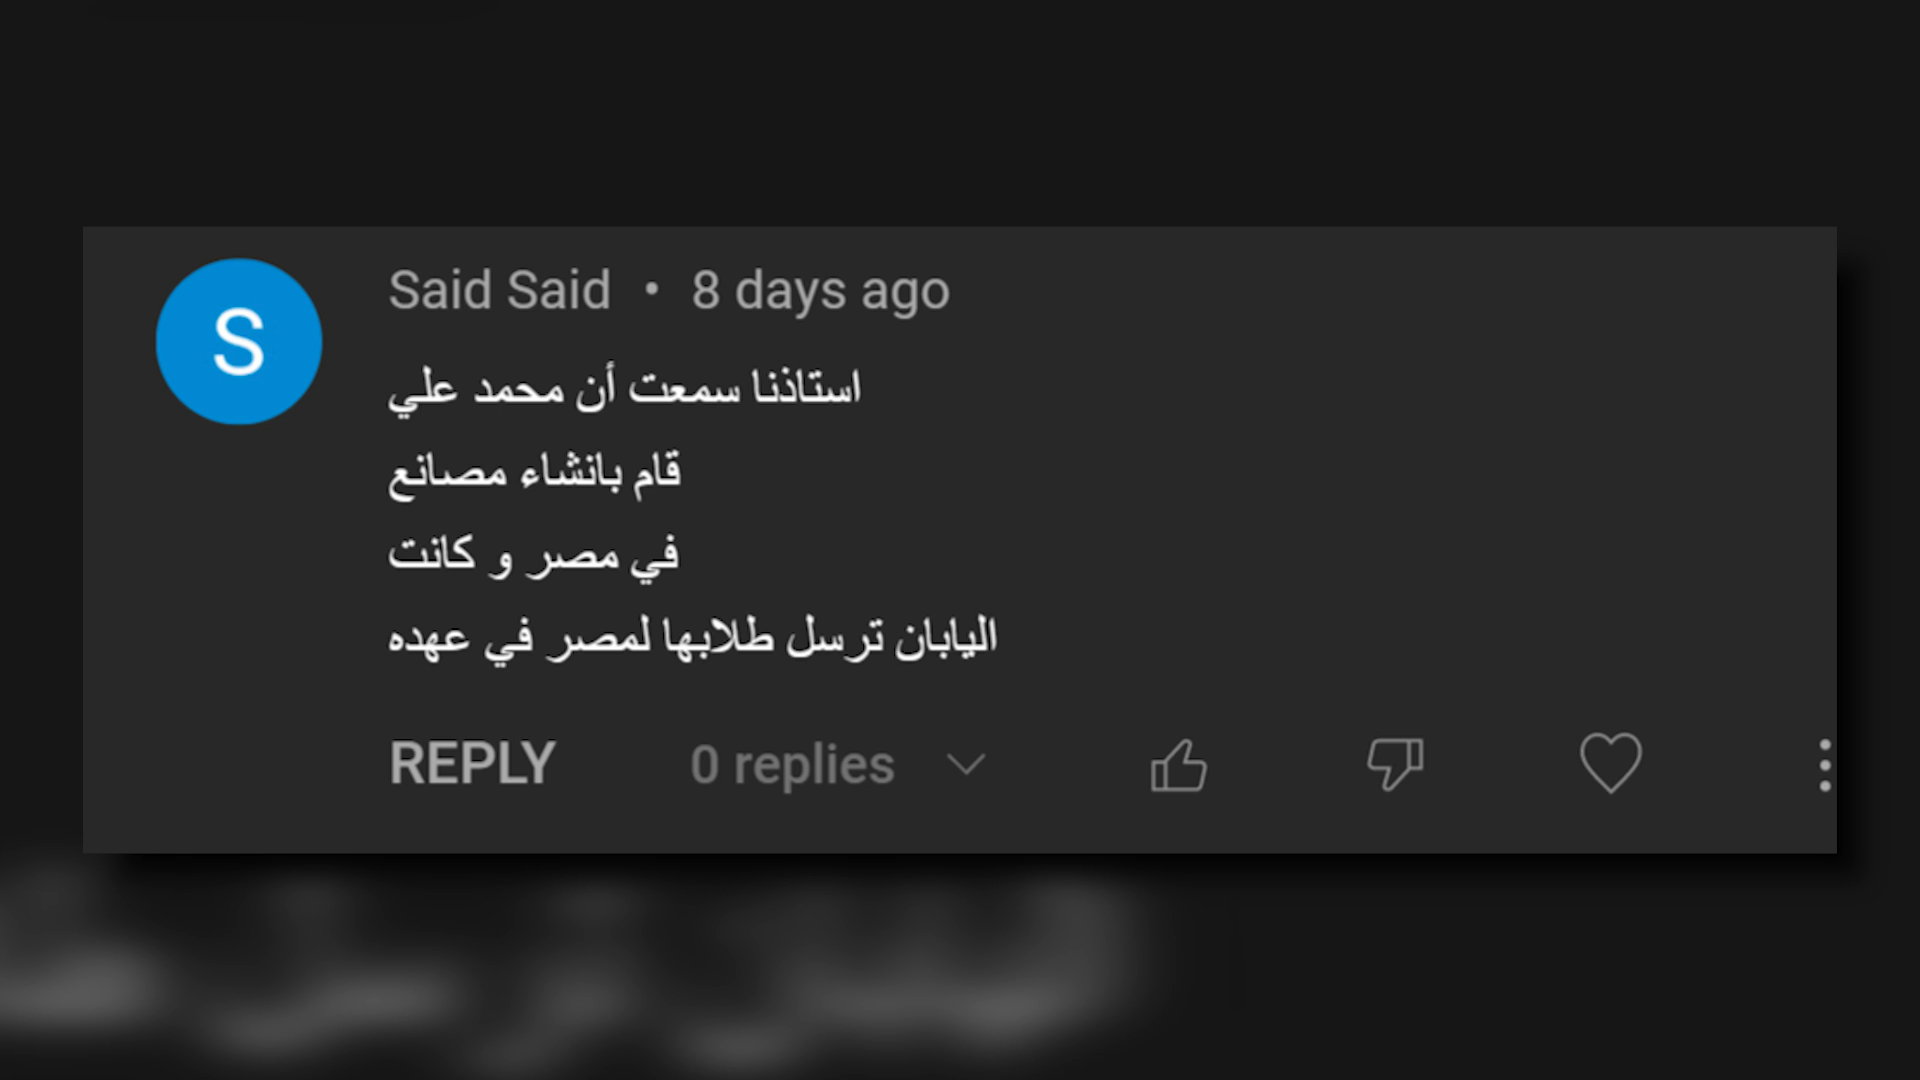 S
Said Said • 8 days ago
استاذنا سمعت أن محمد علي
قام بانشاء مصانع
في مصر و كانت
اليابان ترسل طلابها لمصر في عهده
REPLY 0 replies